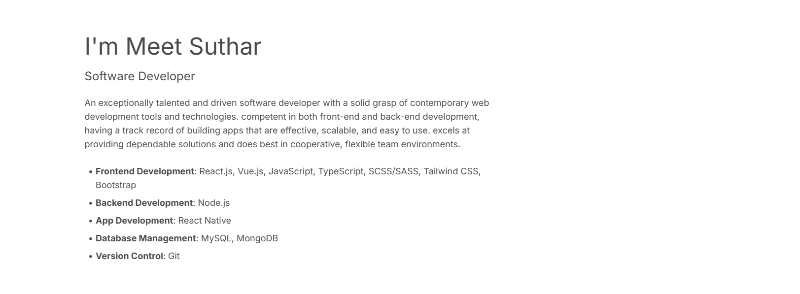 I'm Meet Suthar
Software Developer
An exceptionally talented and driven software developer with a solid grasp of contemporary web
development tools and technologies. competent in both front-end and back-end development,
having a track record of building apps that are effective, scalable, and easy to use. excels at
providing dependable solutions and does best in cooperative, flexible team environments.
• Frontend Development: React.js, Vue.js, JavaScript, TypeScript, SCSS/SASS, Tailwind CSS,
Bootstrap
• Backend Development: Node.js
• App Development: React Native
• Database Management: MySQL, MongoDB
• Version Control: Git